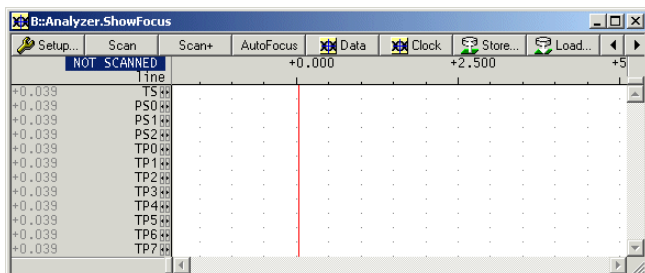 B::Analyzer.ShowFocus
Setup... Scan Scan+ AutoFocus Data Clock Store... Load...
NOT SCANNED +0.000 +2.500 +5
line
+0.039 TS
+0.039 PS0
+0.039 PS1
+0.039 PS2
+0.039 TP0
+0.039 TP1
+0.039 TP2
+0.039 TP3
+0.039 TP4
+0.039 TP5
+0.039 TP6
+0.039 TP7